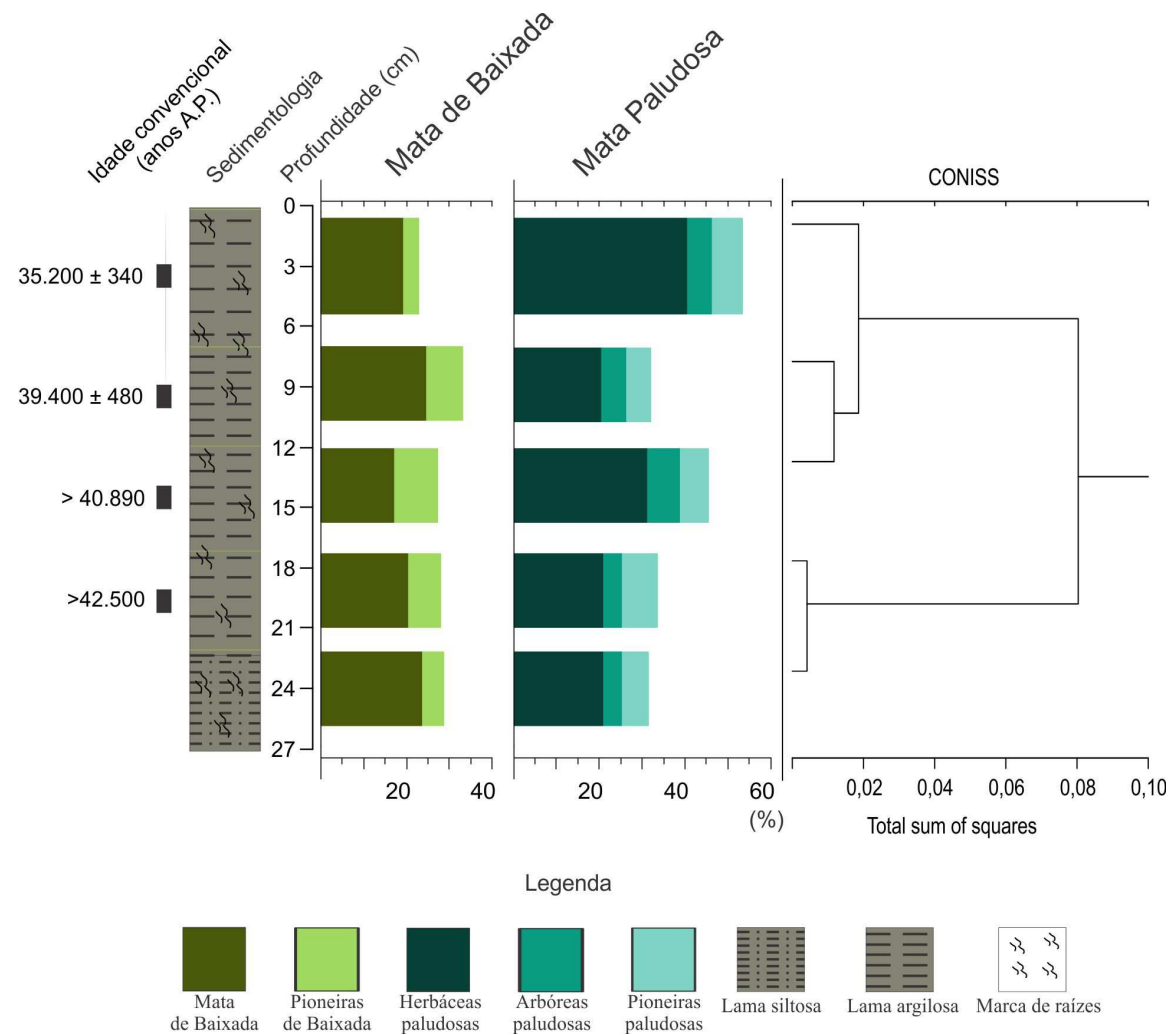 Idade convencional
(anos A.P.)
Sedimentologia
Profundidade (cm)
Mata de Baixada
Mata Paludosa
CONISS
0
3
6
9
12
15
18
21
24
27
35.200 ± 340
39.400 ± 480
> 40.890
>42.500
20
40
20
40
60
(%)
0,02
0,04
0,06
0,08
0,10
Total sum of squares
Legenda
Mata
de Baixada
Pioneiras
de Baixada
Herbáceas
paludosas
Arbóreas
paludosas
Pioneiras
paludosas
Lama siltosa
Lama argilosa
Marca de raízes